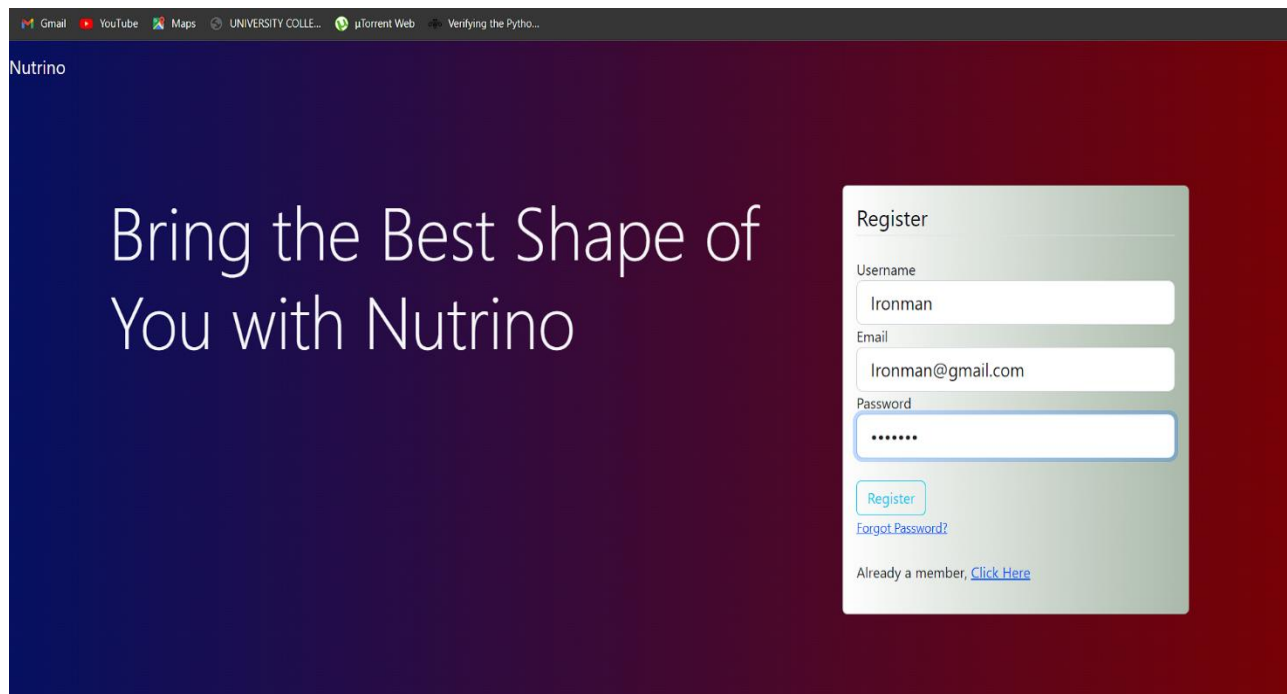 Gmail YouTube Maps UNIVERSITY COLLE... µTorrent Web Verifying the Pytho...
Nutrino
Bring the Best Shape of
You with Nutrino
Register
Username
Ironman
Email
Ironman@gmail.com
Password
•••••••
Register
Forgot Password?
Already a member, Click Here